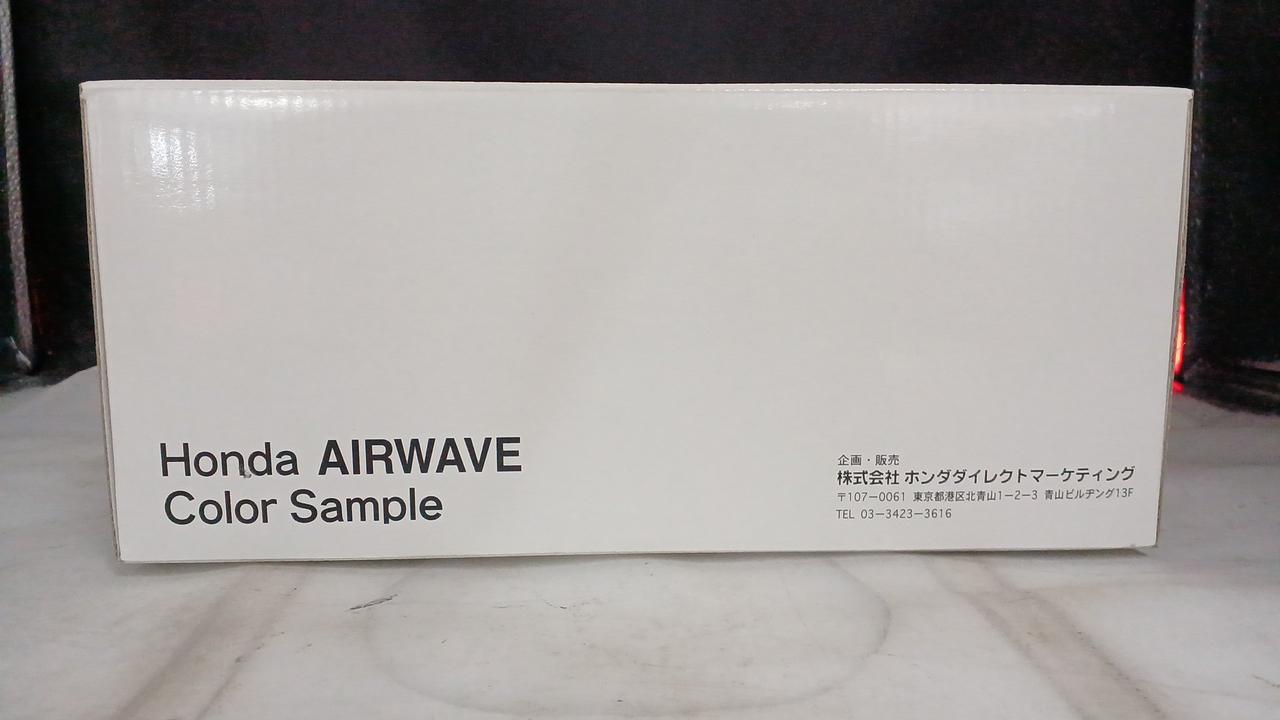 Honda AIRWAVE
Color Sample
企画・販売
株式会社 ホンダダイレクトマーケティング
〒107−0061 東京都港区北青山1−2−3 青山ビルヂング13F
TEL 03−3423−3616